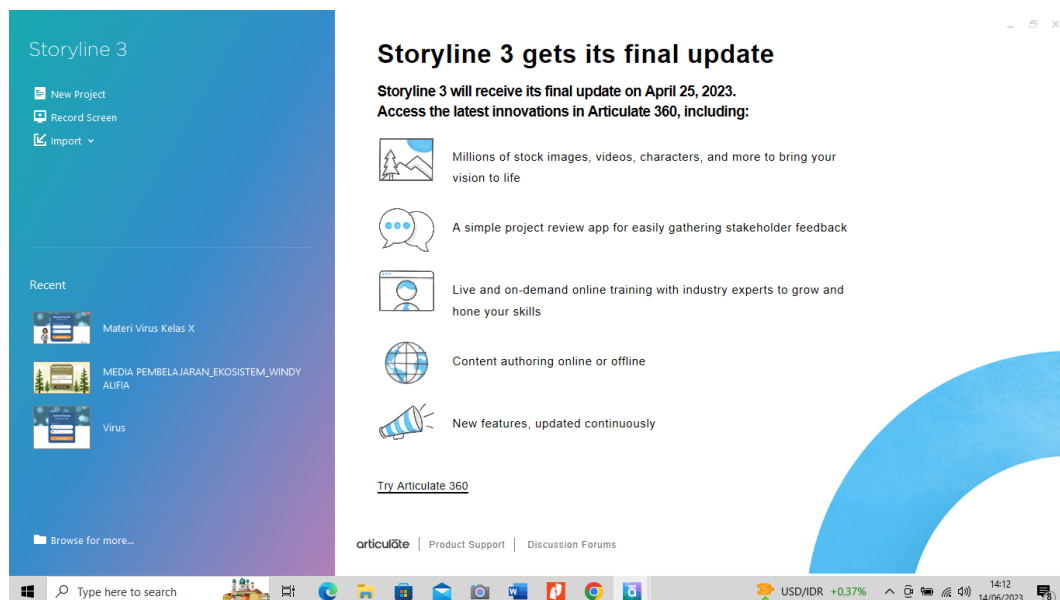 Storyline 3
New Project
Record Screen
Import
Recent
Materi Virus Kelas X
MEDIA PEMBELAJARAN_EKOSISTEM_WINDY
ALIFIA
Virus
Browse for more...
Storyline 3 gets its final update
Storyline 3 will receive its final update on April 25, 2023.
Access the latest innovations in Articulate 360, including:
Millions of stock images, videos, characters, and more to bring your
vision to life
A simple project review app for easily gathering stakeholder feedback
Live and on-demand online training with industry experts to grow and
hone your skills
Content authoring online or offline
New features, updated continuously
Try Articulate 360
articulate
Product Support
Discussion Forums
Type here to search
USD/IDR +0,37%
14:12
14/06/2023